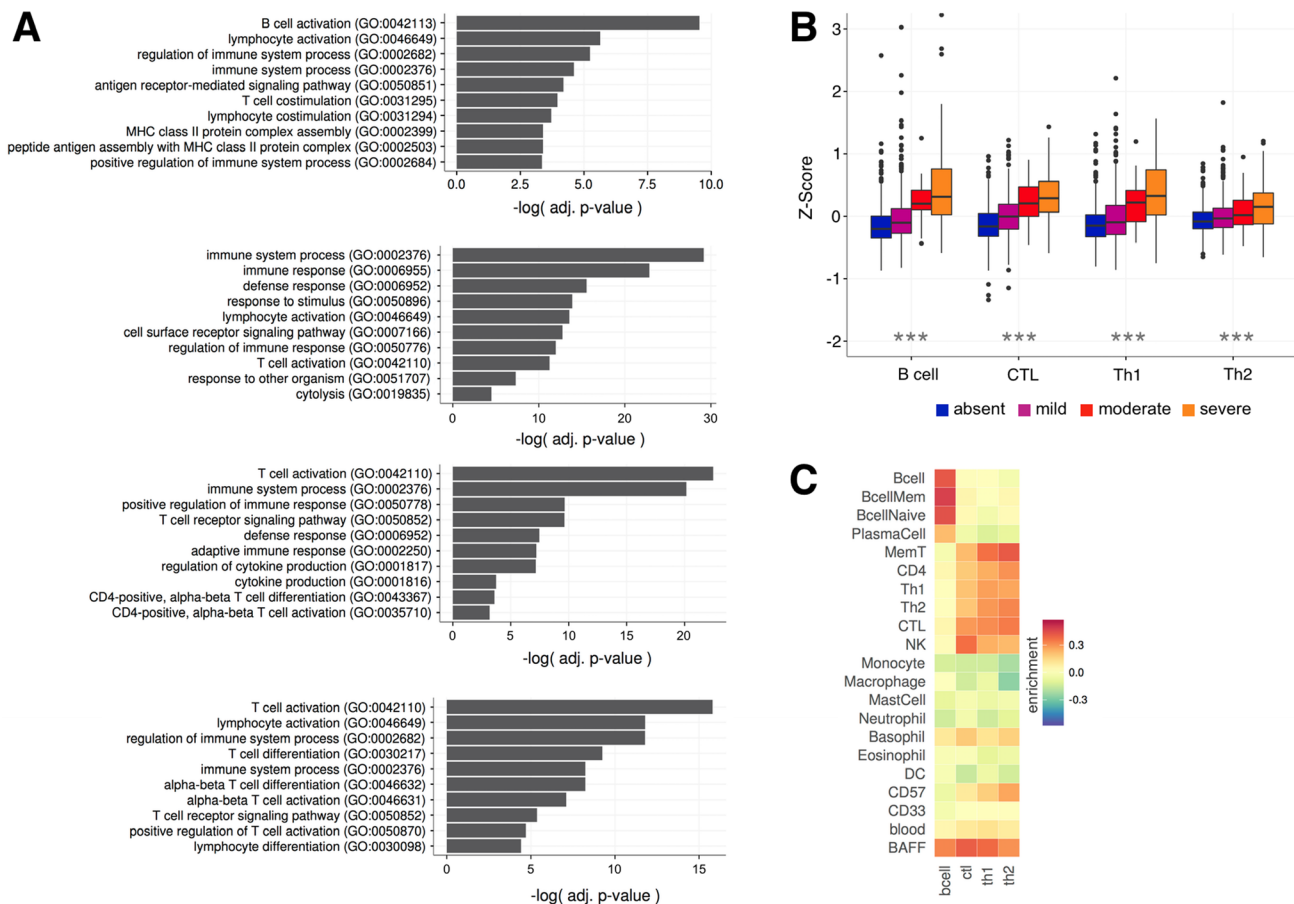 A
B cell activation (GO:0042113)
lymphocyte activation (GO:0046649)
regulation of immune system process (GO:0002682)
immune system process (GO:0002376)
antigen receptor-mediated signaling pathway (GO:0050851)
T cell costimulation (GO:0031295)
lymphocyte costimulation (GO:0031294)
MHC class II protein complex assembly (GO:0002399)
peptide antigen assembly with MHC class II protein complex (GO:0002503)
positive regulation of immune system process (GO:0002684)
0.0 2.5 5.0 7.5 10.0
-log( adj. p-value )
immune system process (GO:0002376)
immune response (GO:0006955)
defense response (GO:0006952)
response to stimulus (GO:0050896)
lymphocyte activation (GO:0046649)
cell surface receptor signaling pathway (GO:0007166)
regulation of immune response (GO:0050776)
T cell activation (GO:0042110)
response to other organism (GO:0051707)
cytolysis (GO:0019835)
0 10 20 30
-log( adj. p-value )
T cell activation (GO:0042110)
immune system process (GO:0002376)
positive regulation of immune response (GO:0050778)
T cell receptor signaling pathway (GO:0050852)
defense response (GO:0006952)
adaptive immune response (GO:0002250)
regulation of cytokine production (GO:0001817)
cytokine production (GO:0001816)
CD4-positive, alpha-beta T cell differentiation (GO:0043367)
CD4-positive, alpha-beta T cell activation (GO:0035710)
0 5 10 15 20
-log( adj. p-value )
T cell activation (GO:0042110)
lymphocyte activation (GO:0046649)
regulation of immune system process (GO:0002682)
T cell differentiation (GO:0030217)
immune system process (GO:0002376)
alpha-beta T cell differentiation (GO:0046632)
alpha-beta T cell activation (GO:0046631)
T cell receptor signaling pathway (GO:0050852)
positive regulation of T cell activation (GO:0050870)
lymphocyte differentiation (GO:0030098)
0 5 10 15
-log( adj. p-value )
B
3
2
1
0
-1
-2
Z-Score
*** *** *** ***
B cell CTL Th1 Th2
absent mild moderate severe
C
Bcell
BcellMem
BcellNaive
PlasmaCell
MemT
CD4
Th1
Th2
CTL
NK
Monocyte
Macrophage
MastCell
Neutrophil
Basophil
Eosinophil
DC
CD57
CD33
blood
BAFF
bcell ctl th1 th2
enrichment
0.3
0.0
-0.3